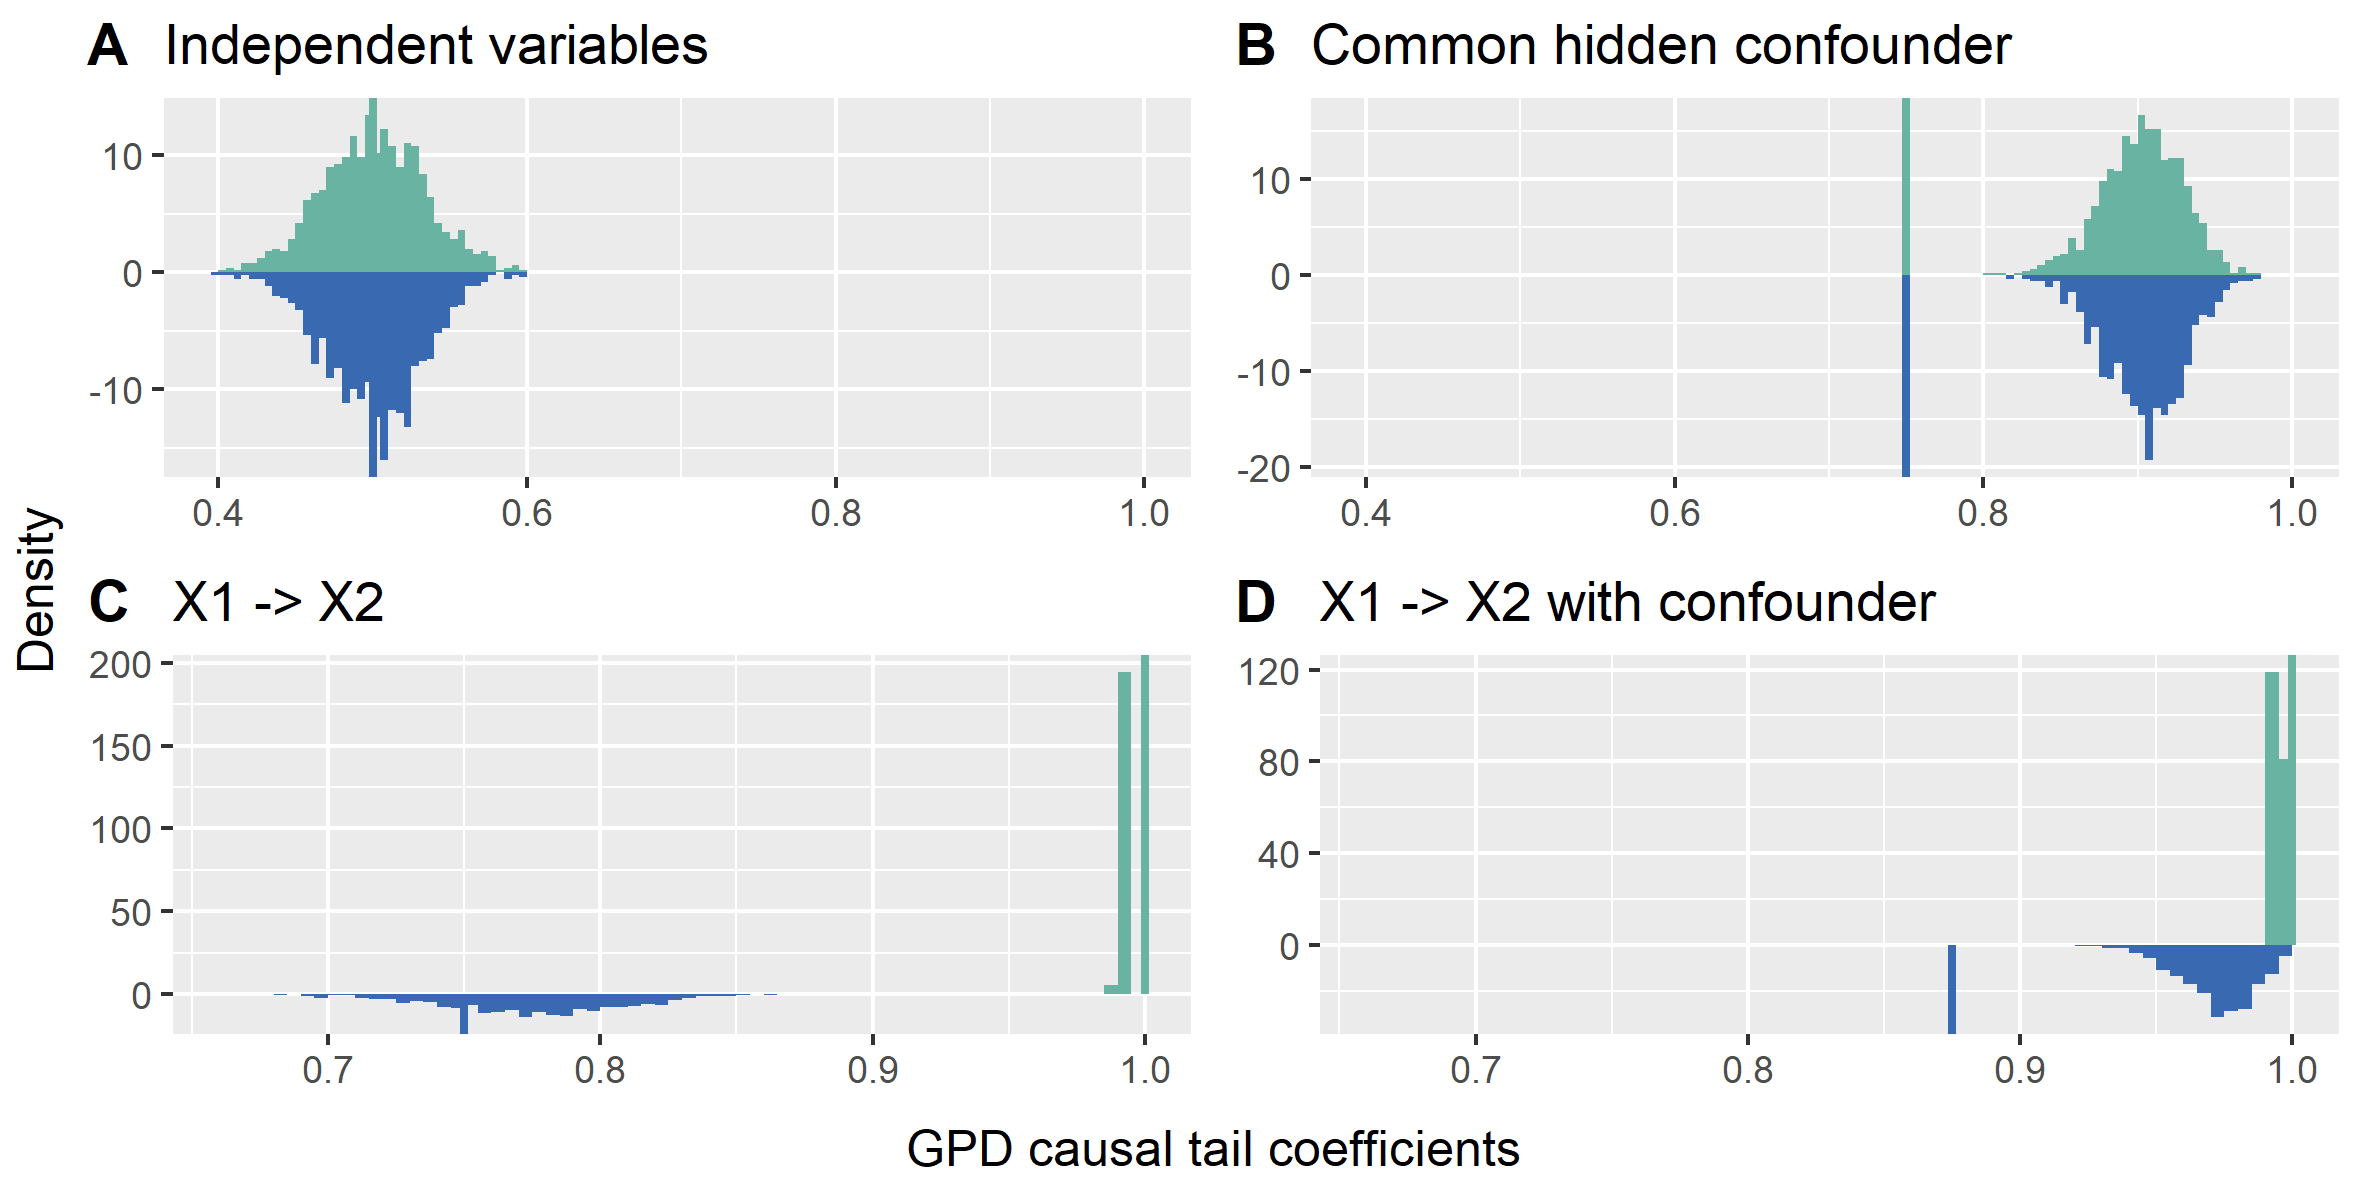 A Independent variables
10
0
-10
0.4 0.6 0.8 1.0
B Common hidden confounder
10
0
-10
-20
0.4 0.6 0.8 1.0
Density
C X1 -> X2
200
150
100
50
0
0.7 0.8 0.9 1.0
D X1 -> X2 with confounder
120
80
40
0
0.7 0.8 0.9 1.0
GPD causal tail coefficients